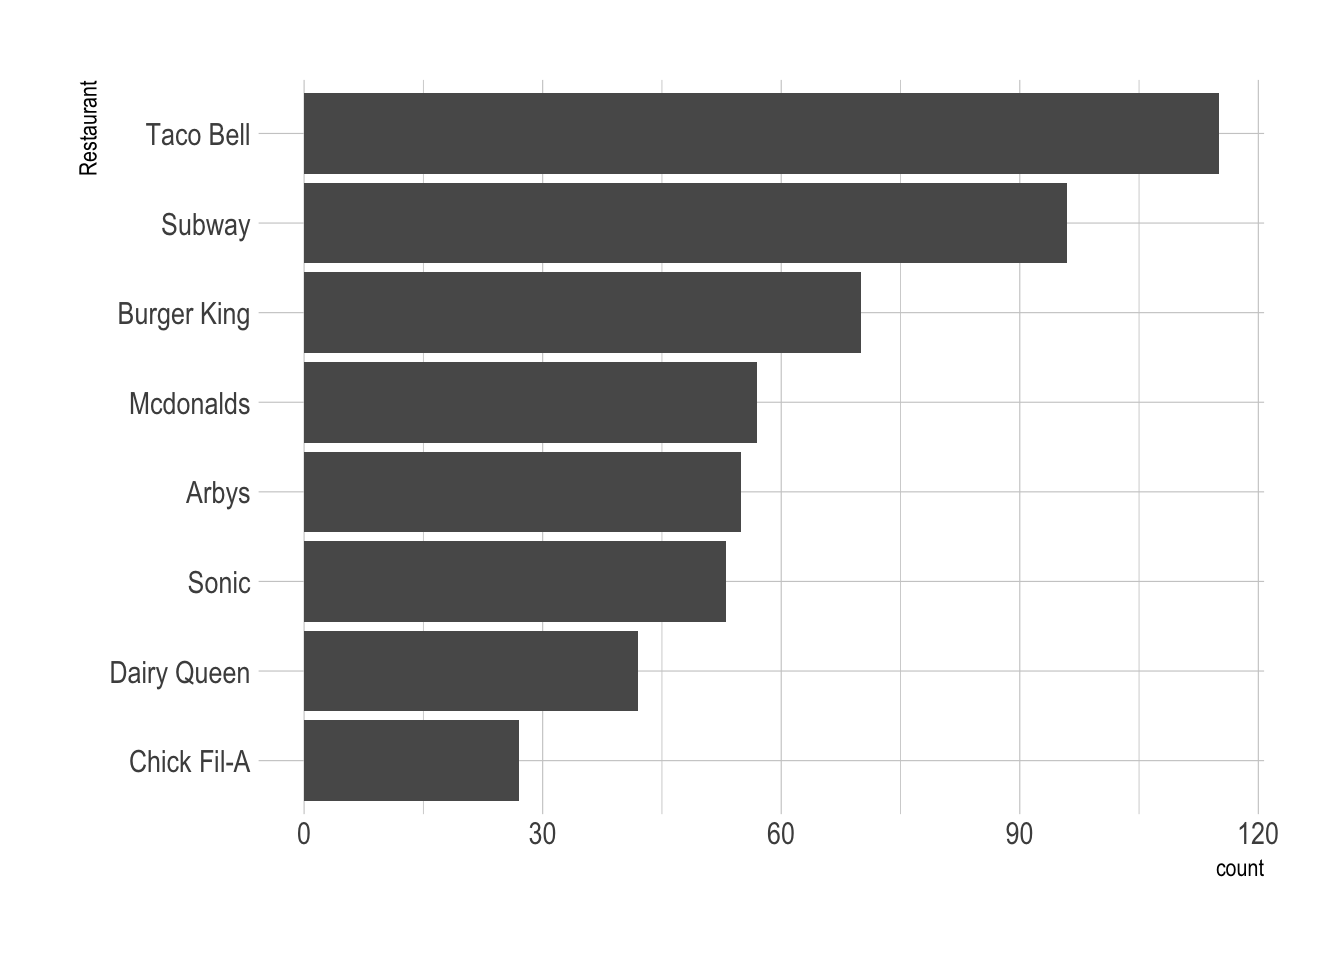 Restaurant
Taco Bell
Subway
Burger King
Mcdonalds
Arbys
Sonic
Dairy Queen
Chick Fil-A
0 30 60 90 120
count